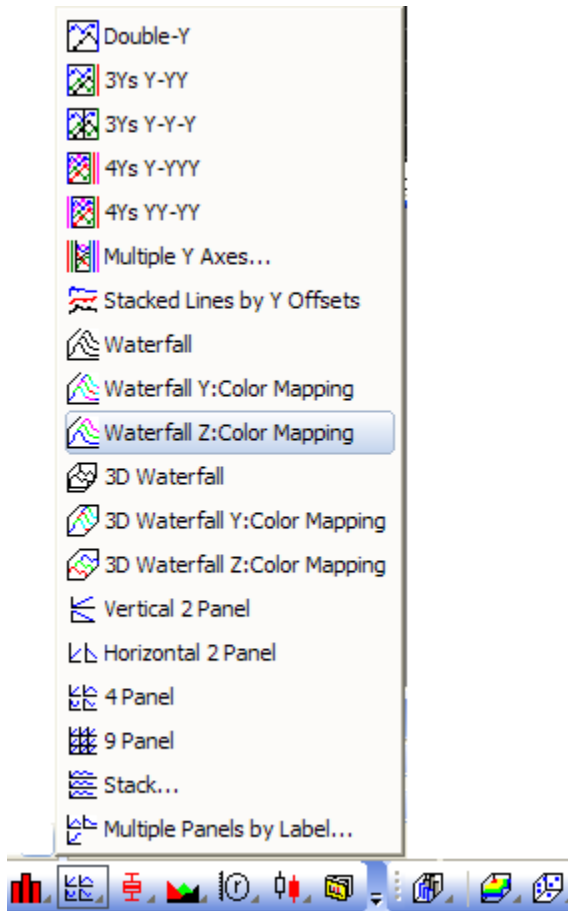 Double-Y
3Ys Y-YY
3Ys Y-Y-Y
4Ys Y-YYY
4Ys YY-YY
Multiple Y Axes...
Stacked Lines by Y Offsets
Waterfall
Waterfall Y:Color Mapping
Waterfall Z:Color Mapping
3D Waterfall
3D Waterfall Y:Color Mapping
3D Waterfall Z:Color Mapping
Vertical 2 Panel
Horizontal 2 Panel
4 Panel
9 Panel
Stack...
Multiple Panels by Label...